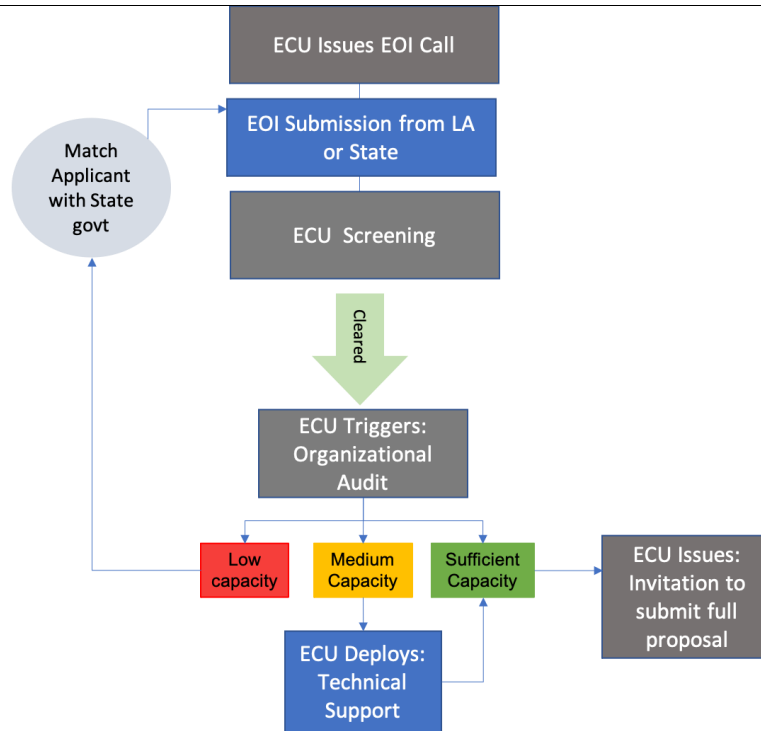 ECU Issues EOI Call
EOI Submission from LA
or State
Match
Applicant
with State
govt
ECU Screening
Cleared
ECU Triggers:
Organizational
Audit
Low
capacity
Medium
Capacity
Sufficient
Capacity
ECU Issues:
Invitation to
submit full
proposal
ECU Deploys:
Technical
Support